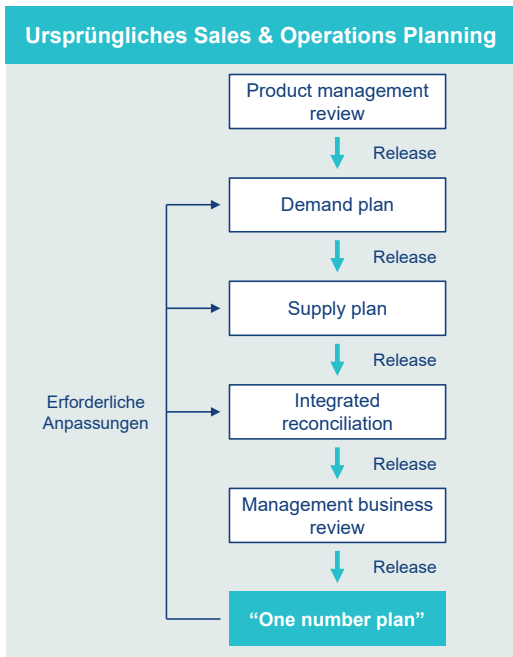 Ursprüngliches Sales & Operations Planning
Product management
review
Release
Demand plan
Release
Supply plan
Release
Erforderliche
Anpassungen
Integrated
reconciliation
Release
Management business
review
Release
“One number plan”